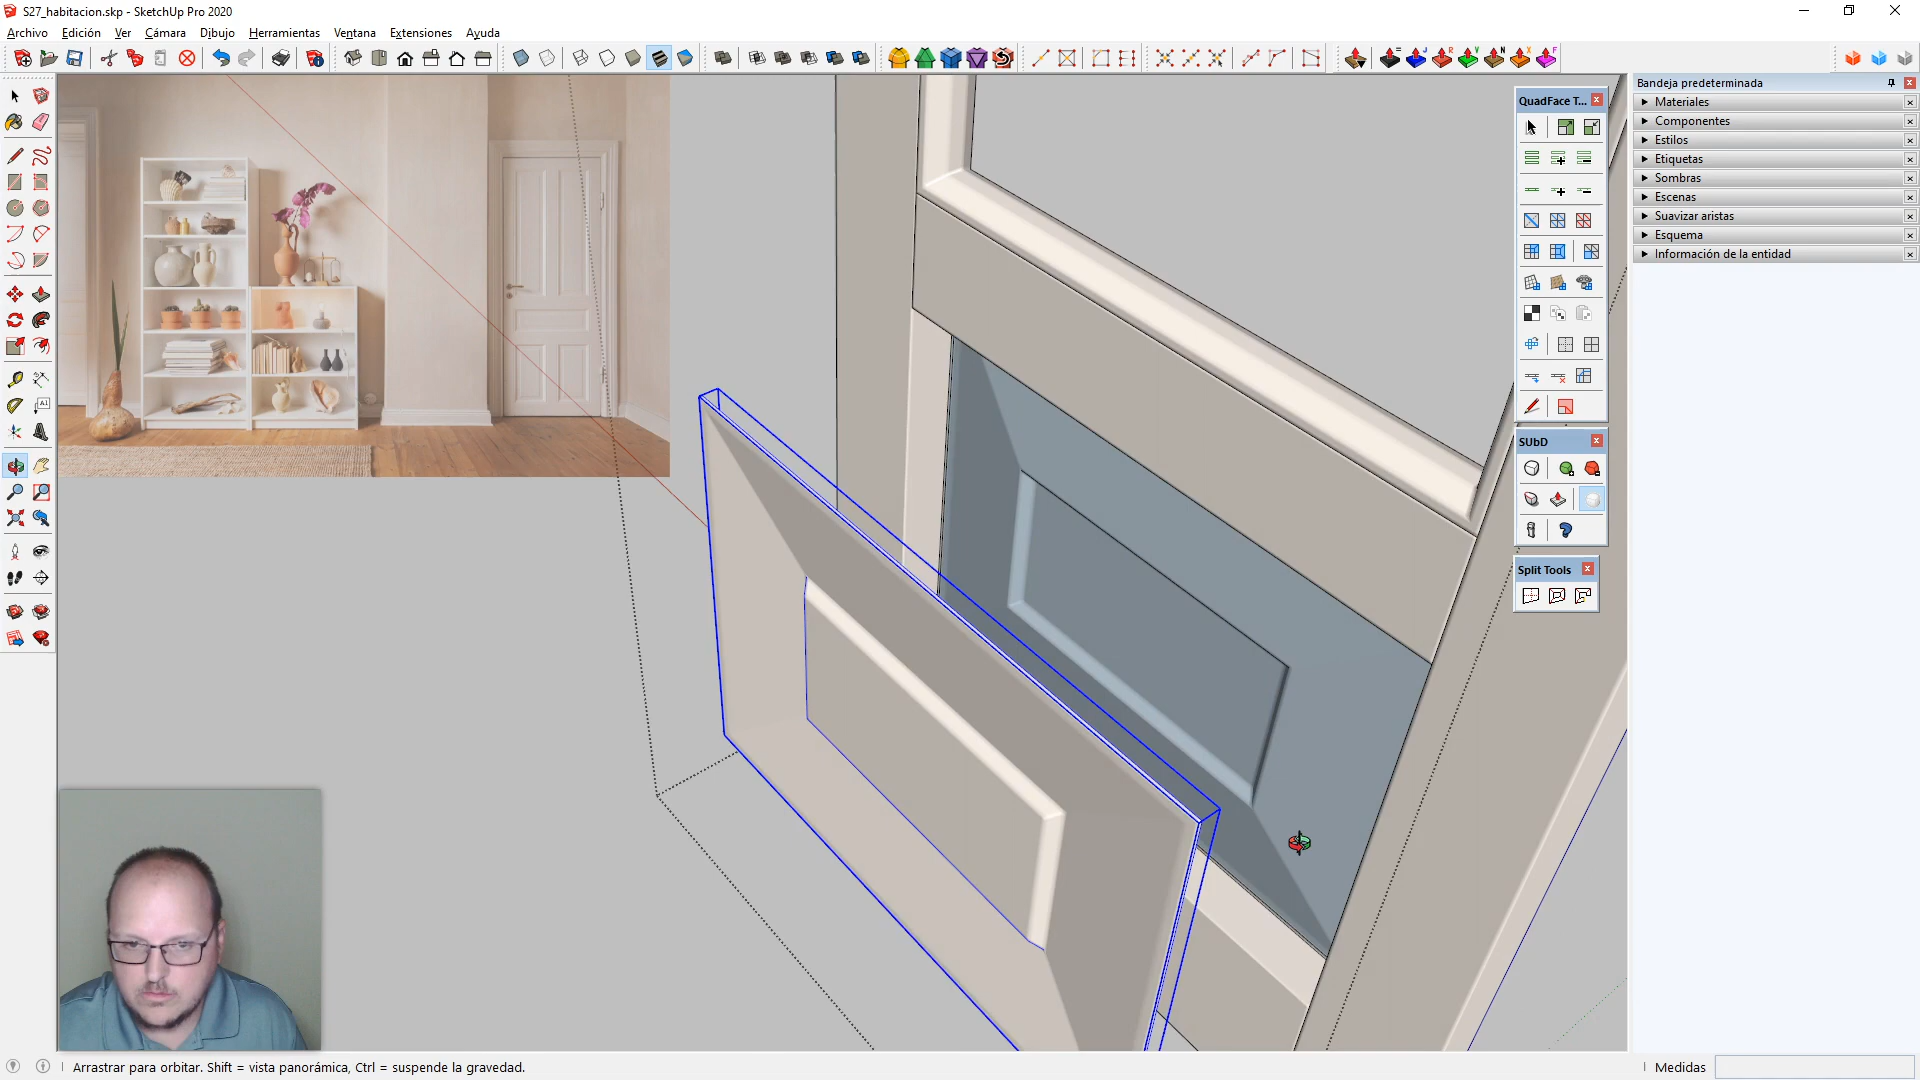 S27_habitacion.skp - SketchUp Pro 2020
Archivo Edición Ver Cámara Dibujo Herramientas Ventana Extensiones Ayuda
Bandeja predeterminada
Materiales
Componentes
Estilos
Etiquetas
Sombras
Escenas
Suavizar aristas
Esquema
Información de la entidad
QuadFace T...
SUbD
Split Tools
Arrastrar para orbitar. Shift = vista panorámica, Ctrl = suspende la gravedad.
Medidas